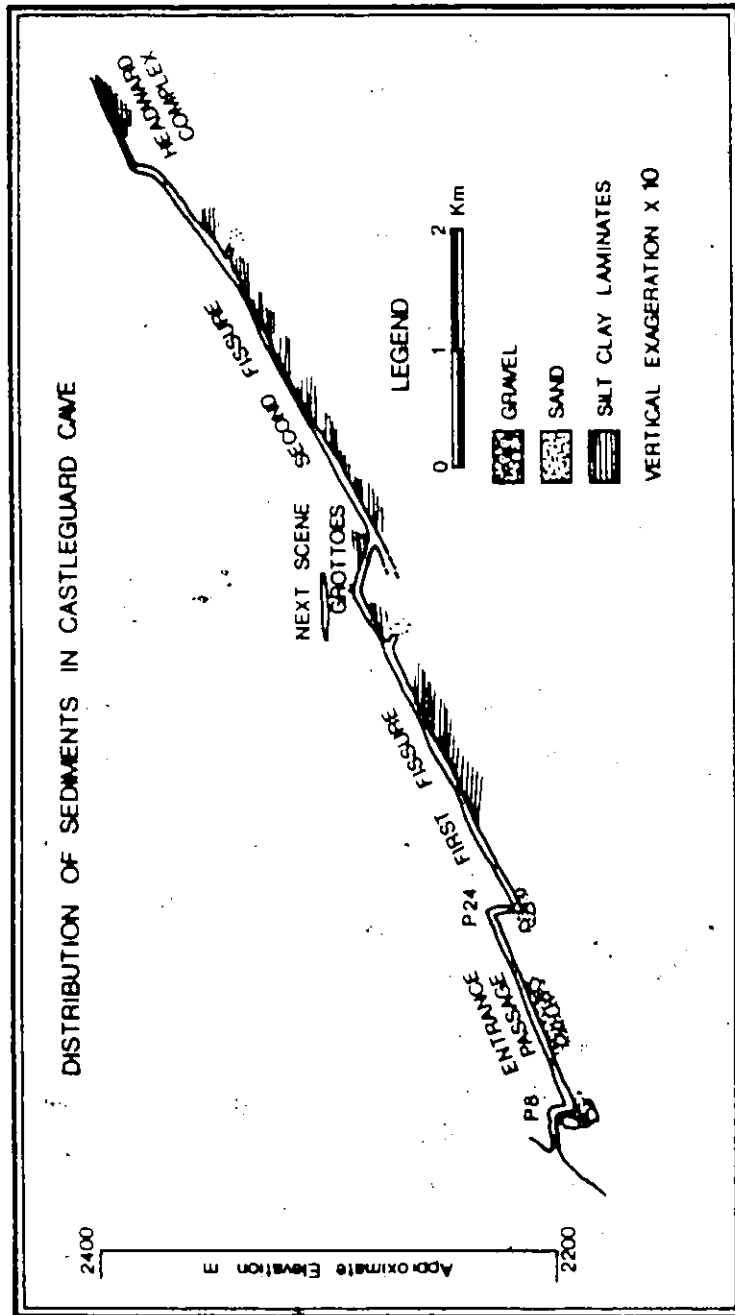 DISTRIBUTION OF SEDIMENTS IN CASTLEGUARD CAVE
2400
Approximate Elevation m
2200
P8
ENTRANCE
PASSAGE
P24
FIRST FISSURE
NEXT SCENE
GROTTOES
SECOND FISSURE
HEADWARD
COMPLEX
LEGEND
0 1 2 Km
GRAVEL
SAND
SILT CLAY LAMINATES
VERTICAL EXAGERATION X 10